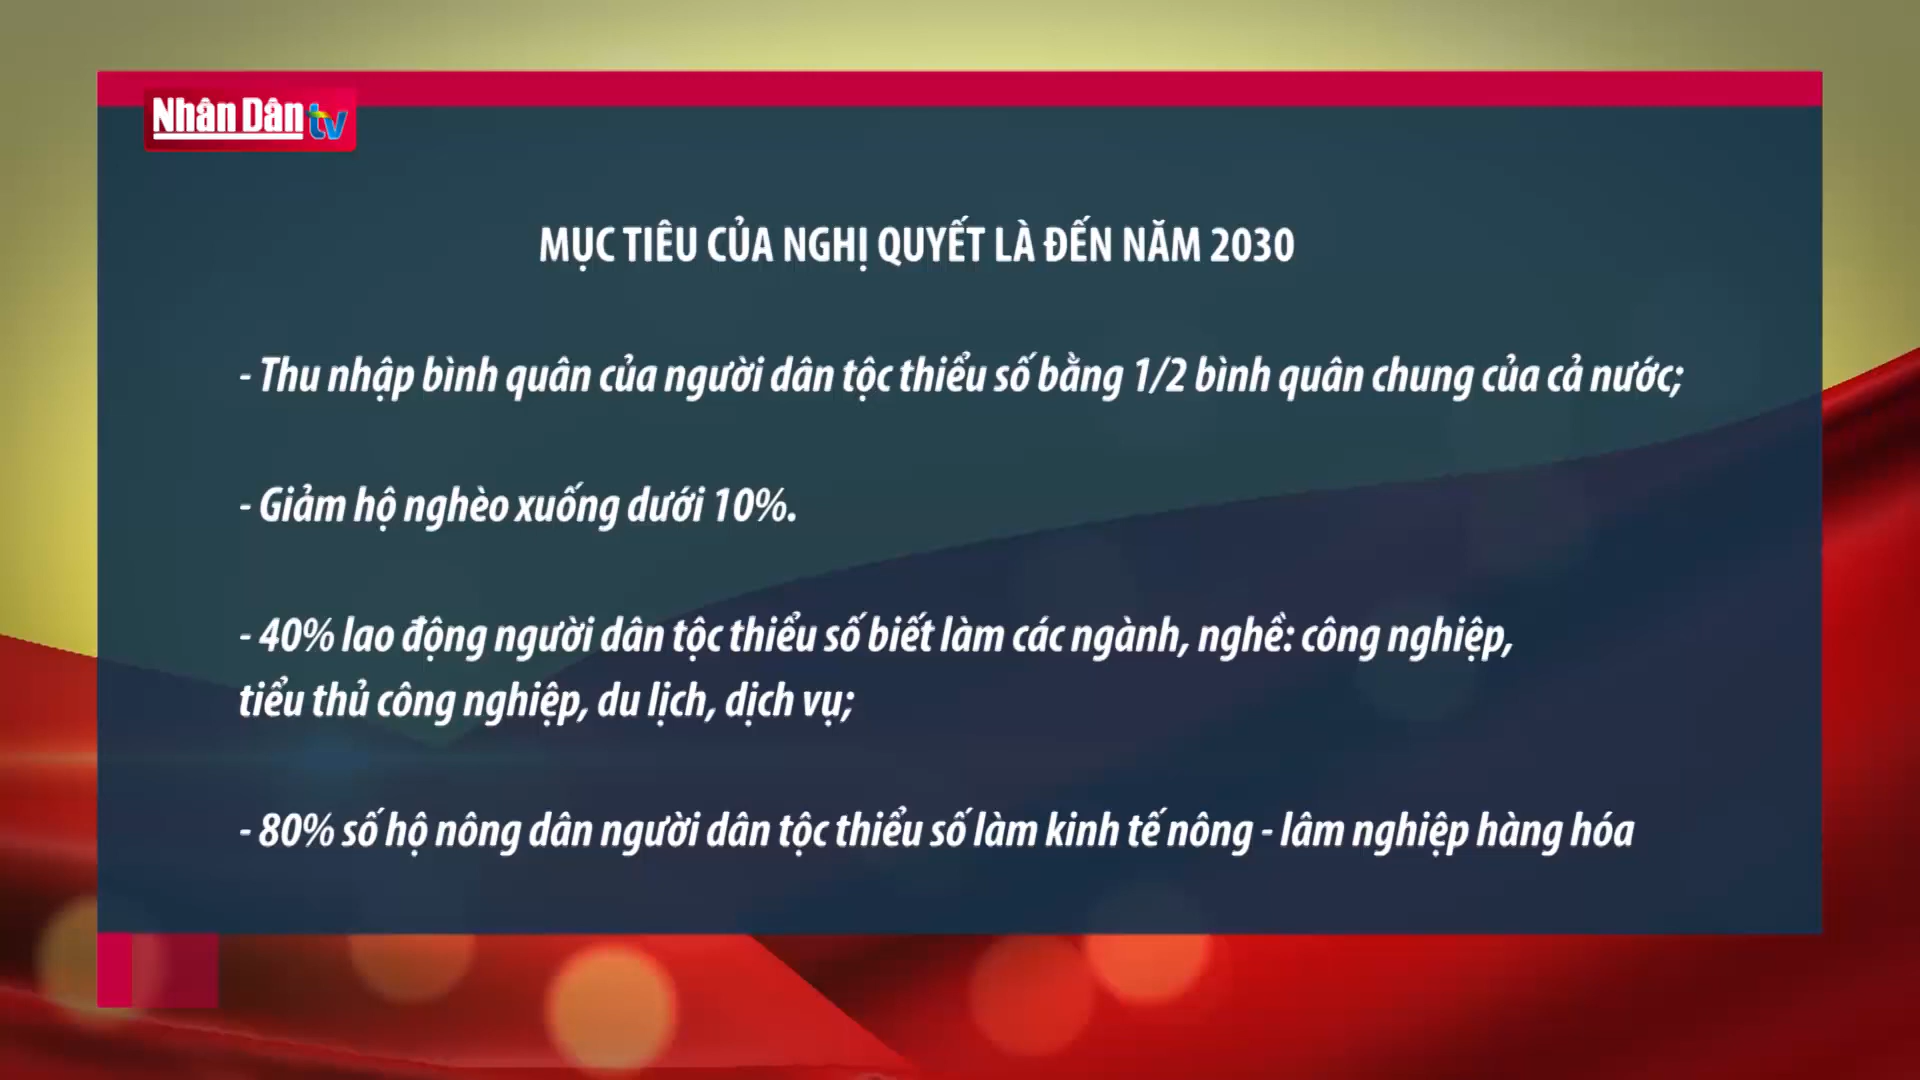 Nhân Dân tv
MỤC TIÊU CỦA NGHỊ QUYẾT LÀ ĐẾN NĂM 2030
- Thu nhập bình quân của người dân tộc thiểu số bằng 1/2 bình quân chung của cả nước;
- Giảm hộ nghèo xuống dưới 10%.
- 40% lao động người dân tộc thiểu số biết làm các ngành, nghề: công nghiệp,
tiểu thủ công nghiệp, du lịch, dịch vụ;
- 80% số hộ nông dân người dân tộc thiểu số làm kinh tế nông - lâm nghiệp hàng hóa